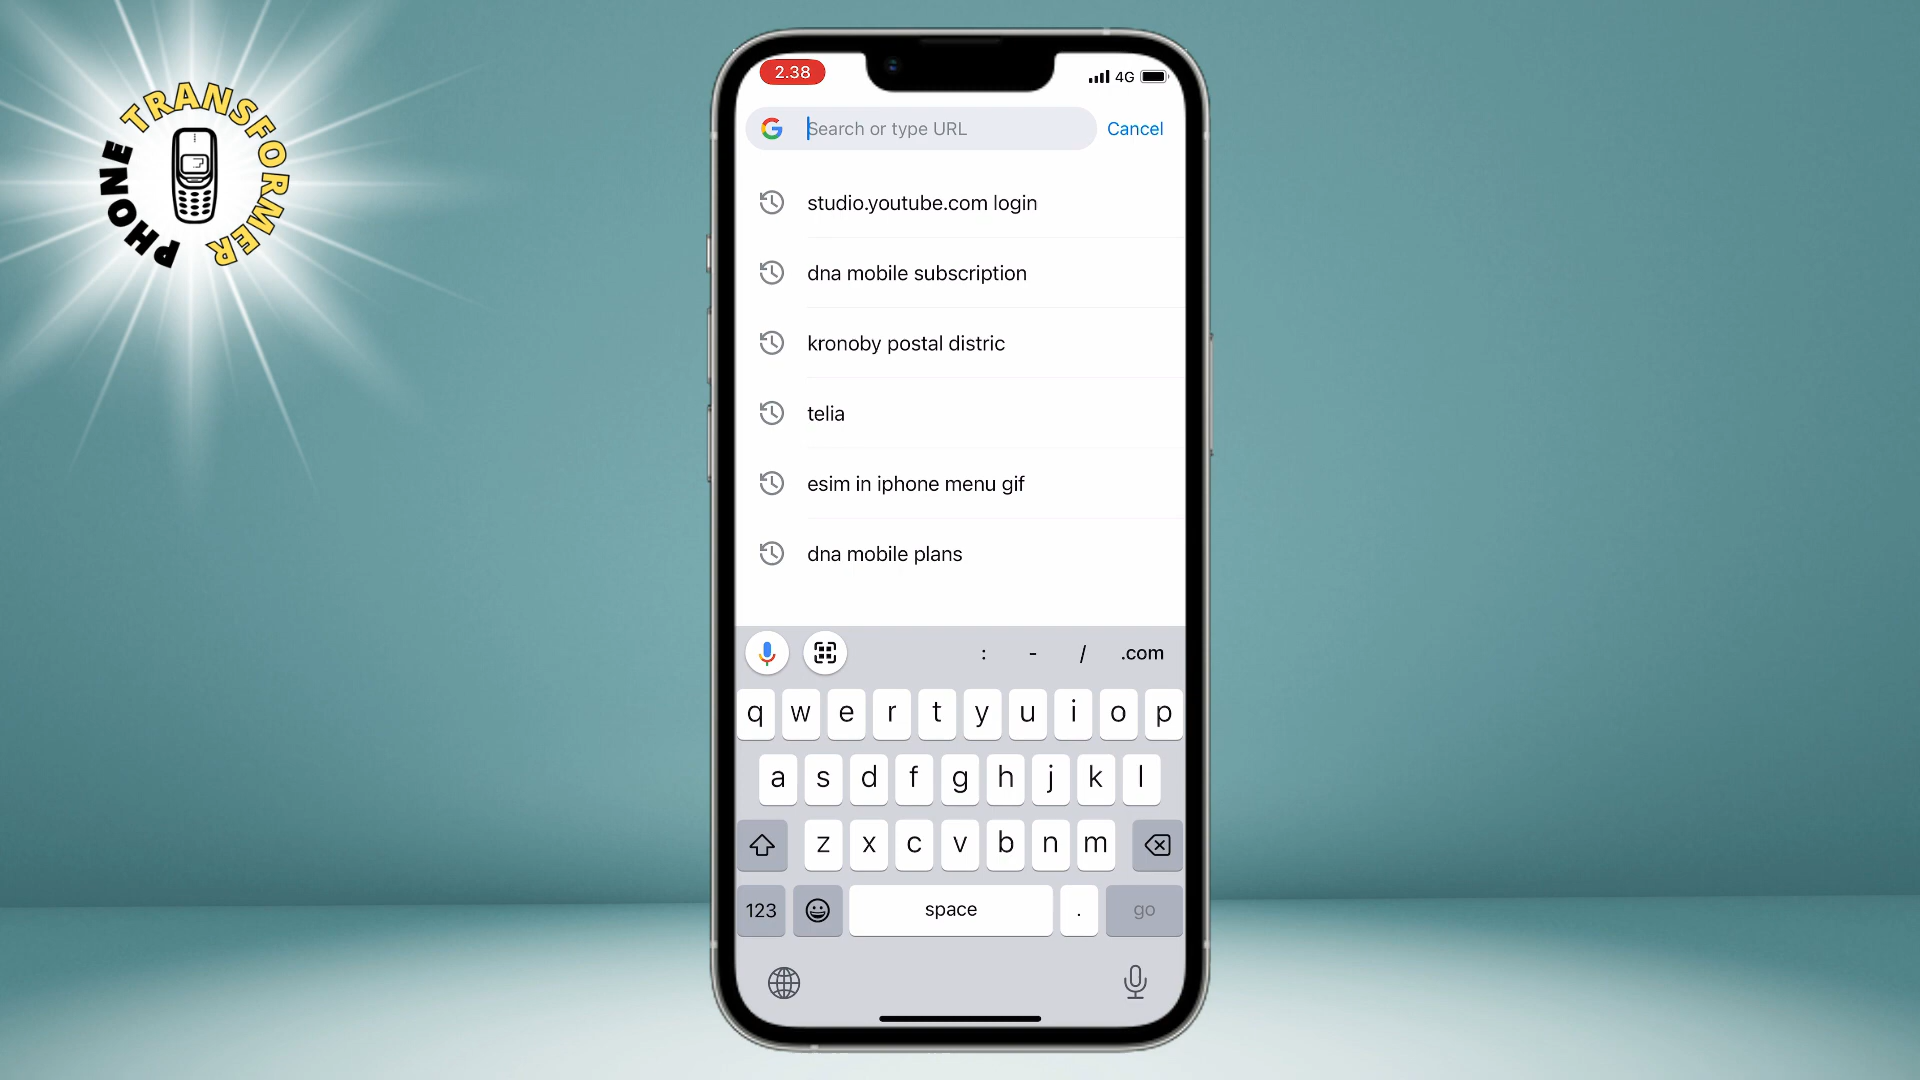 PHONE TRANSFORMER
2.38
4G
Search or type URL
Cancel
studio.youtube.com login
dna mobile subscription
kronoby postal distric
telia
esim in iphone menu gif
dna mobile plans
: - / .com
q w e r t y u i o p
a s d f g h j k l
z x c v b n m
123 space . go